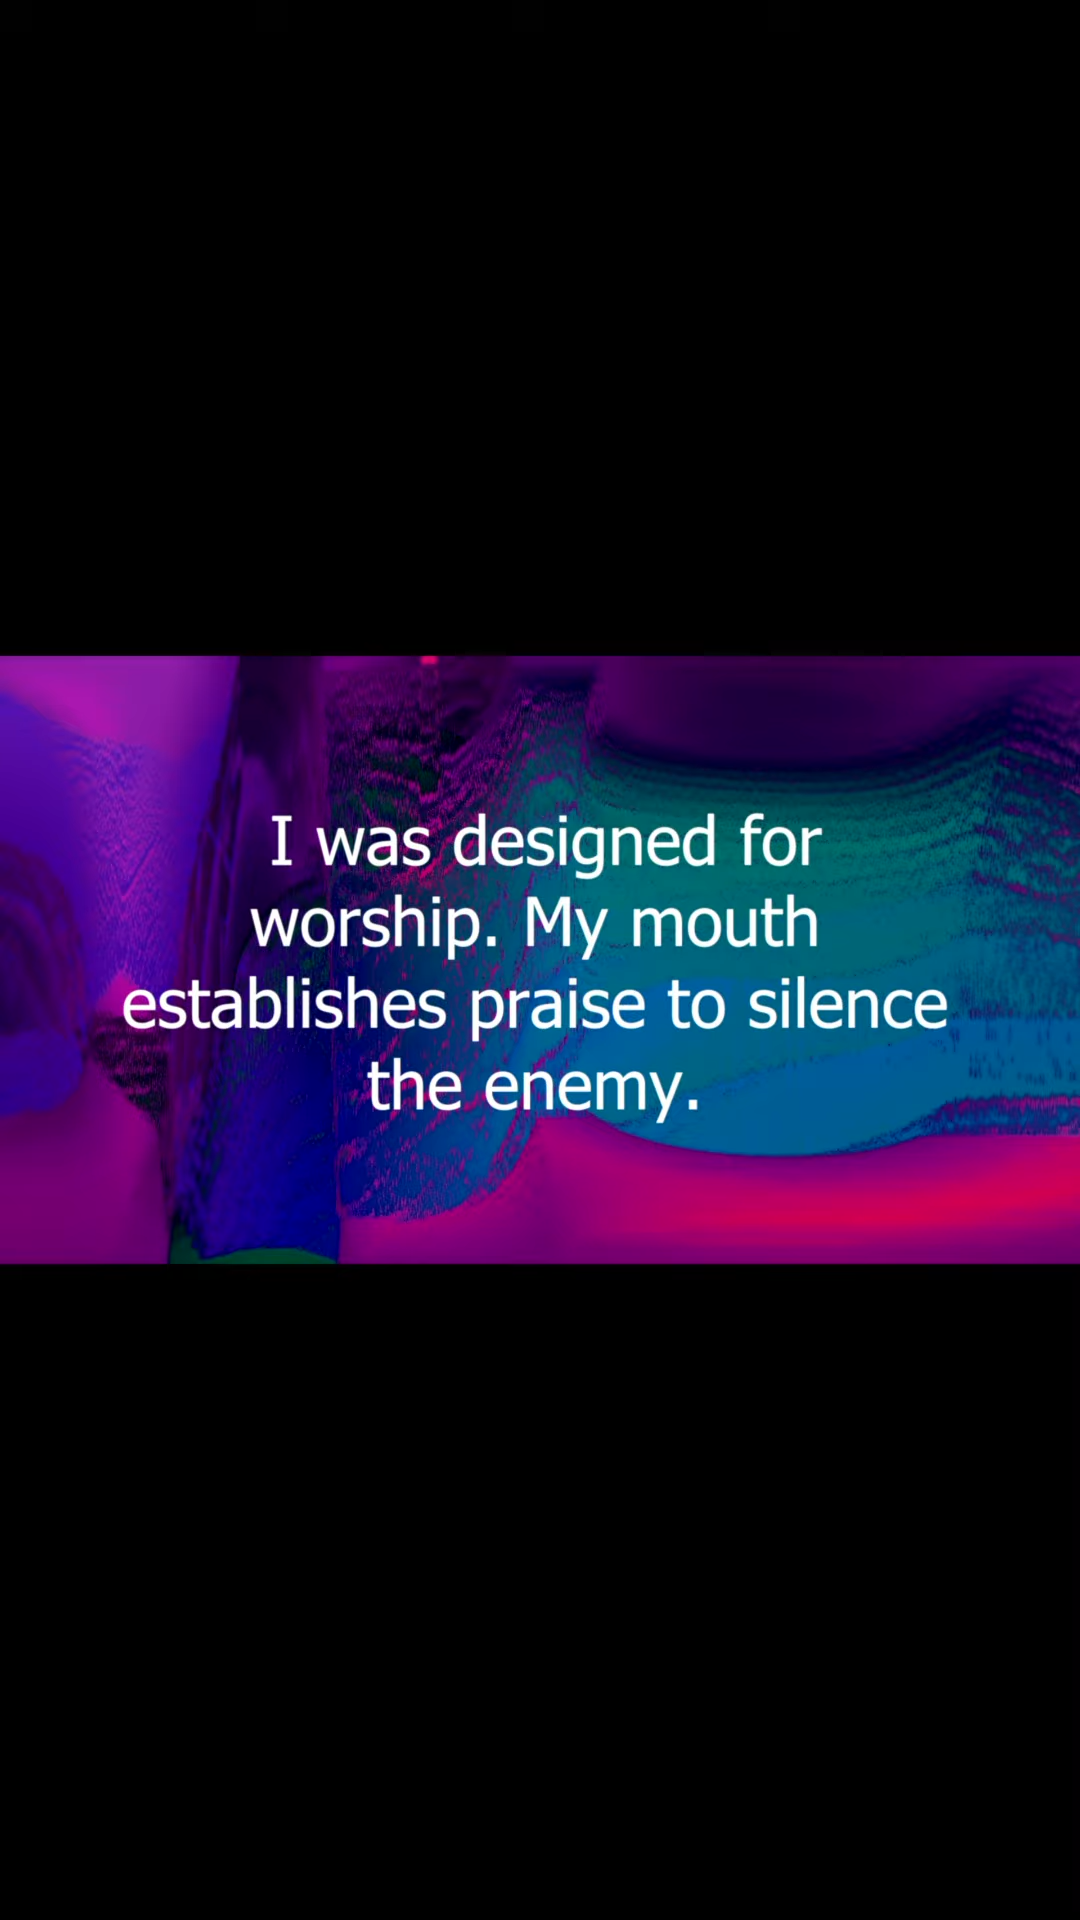 I was designed for
worship. My mouth
establishes praise to silence
the enemy.